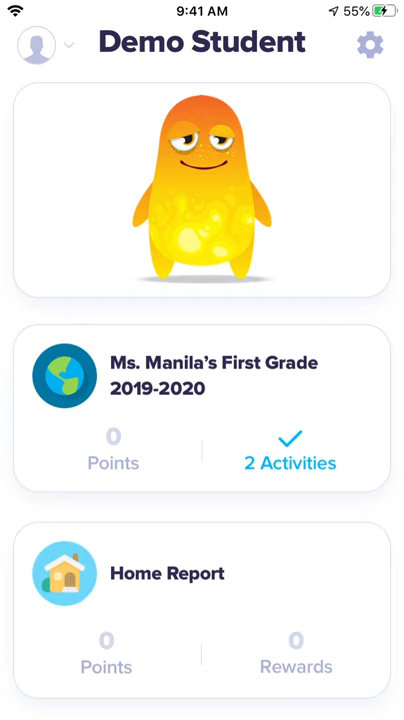 9:41 AM
55%
Demo Student
Ms. Manila's First Grade
2019-2020
0
Points
2 Activities
Home Report
0
Points
0
Rewards